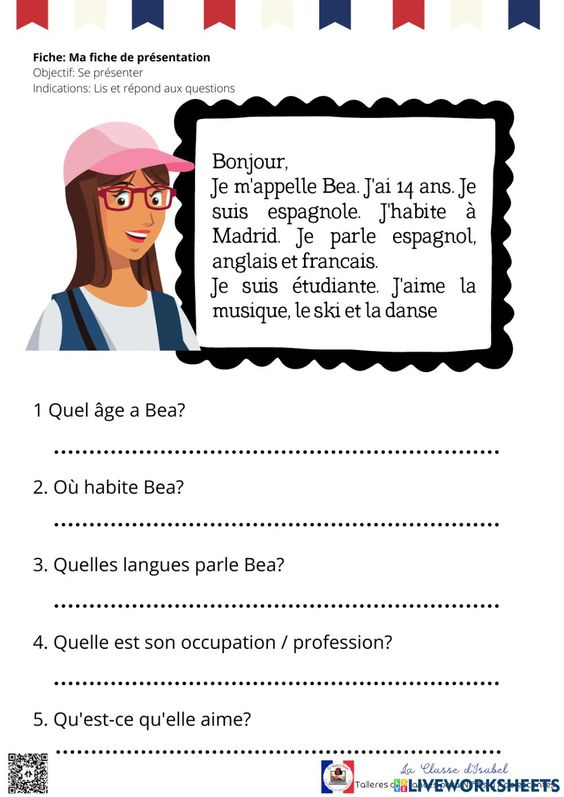 Fiche: Ma fiche de présentation
Objectif: Se présenter
Indications: Lis et répond aux questions
Bonjour,
Je m'appelle Bea. J'ai 14 ans. Je
suis espagnole. J'habite à
Madrid. Je parle espagnol,
anglais et francais.
Je suis étudiante. J'aime la
musique, le ski et la danse
1 Quel âge a Bea?
2. Où habite Bea?
3. Quelles langues parle Bea?
4. Quelle est son occupation / profession?
5. Qu'est-ce qu'elle aime?
La Classe d'Isabel
Talleres
LIVEWORKSHEETS